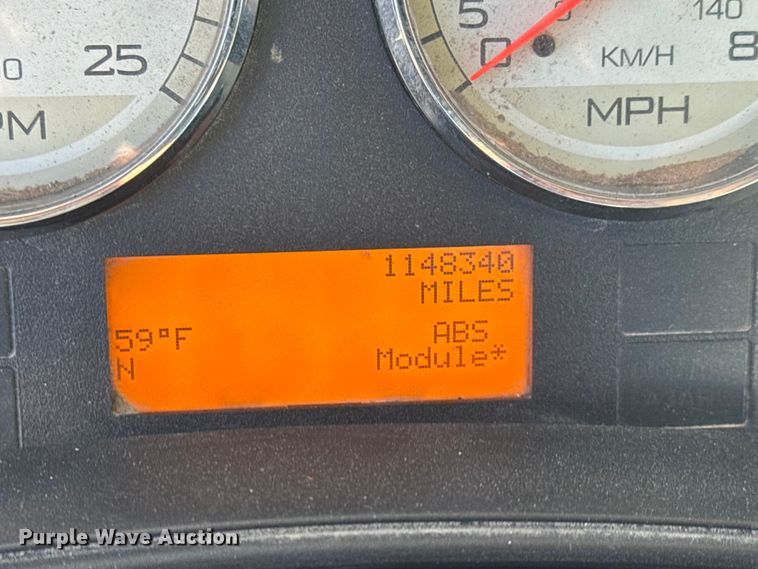 25
PM
5
0
140
8
KM/H
MPH
1148340
MILES
59°F
ABS
N
Module*
Purple Wave Auction